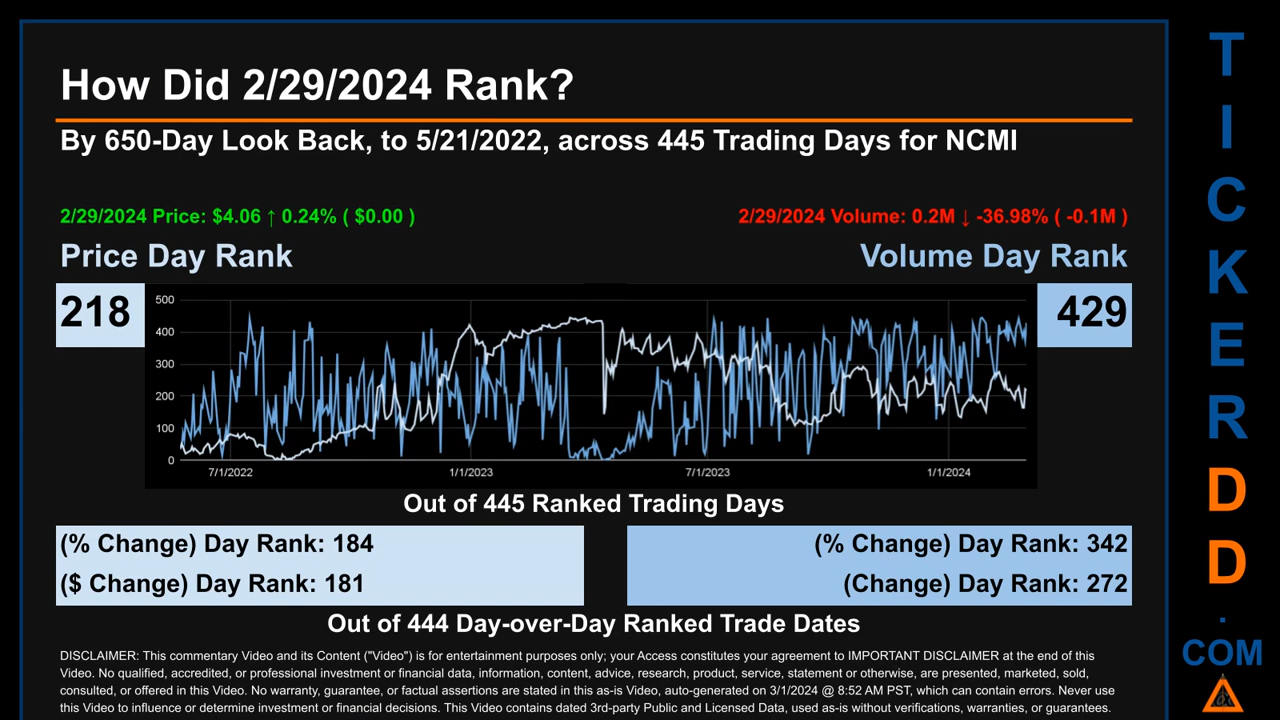 How Did 2/29/2024 Rank?
By 650-Day Look Back, to 5/21/2022, across 445 Trading Days for NCMI
2/29/2024 Price: $4.06 ↑ 0.24% ( $0.00 )
2/29/2024 Volume: 0.2M ↓ -36.98% ( -0.1M )
Price Day Rank
Volume Day Rank
218
429
500
400
300
200
100
0
7/1/2022
1/1/2023
7/1/2023
1/1/2024
Out of 445 Ranked Trading Days
(% Change) Day Rank: 184
($ Change) Day Rank: 181
(% Change) Day Rank: 342
(Change) Day Rank: 272
Out of 444 Day-over-Day Ranked Trade Dates
DISCLAIMER: This commentary Video and its Content ("Video") is for entertainment purposes only; your Access constitutes your agreement to IMPORTANT DISCLAIMER at the end of this
Video. No qualified, accredited, or professional investment or financial data, information, content, advice, research, product, service, statement or otherwise, are presented, marketed, sold,
consulted, or offered in this Video. No warranty, guarantee, or factual assertions are stated in this as-is Video, auto-generated on 3/1/2024 @ 8:52 AM PST, which can contain errors. Never use
this Video to influence or determine investment or financial decisions. This Video contains dated 3rd-party Public and Licensed Data, used as-is without verifications, warranties, or guarantees.
T
I
C
K
E
R
D
D
.
COM